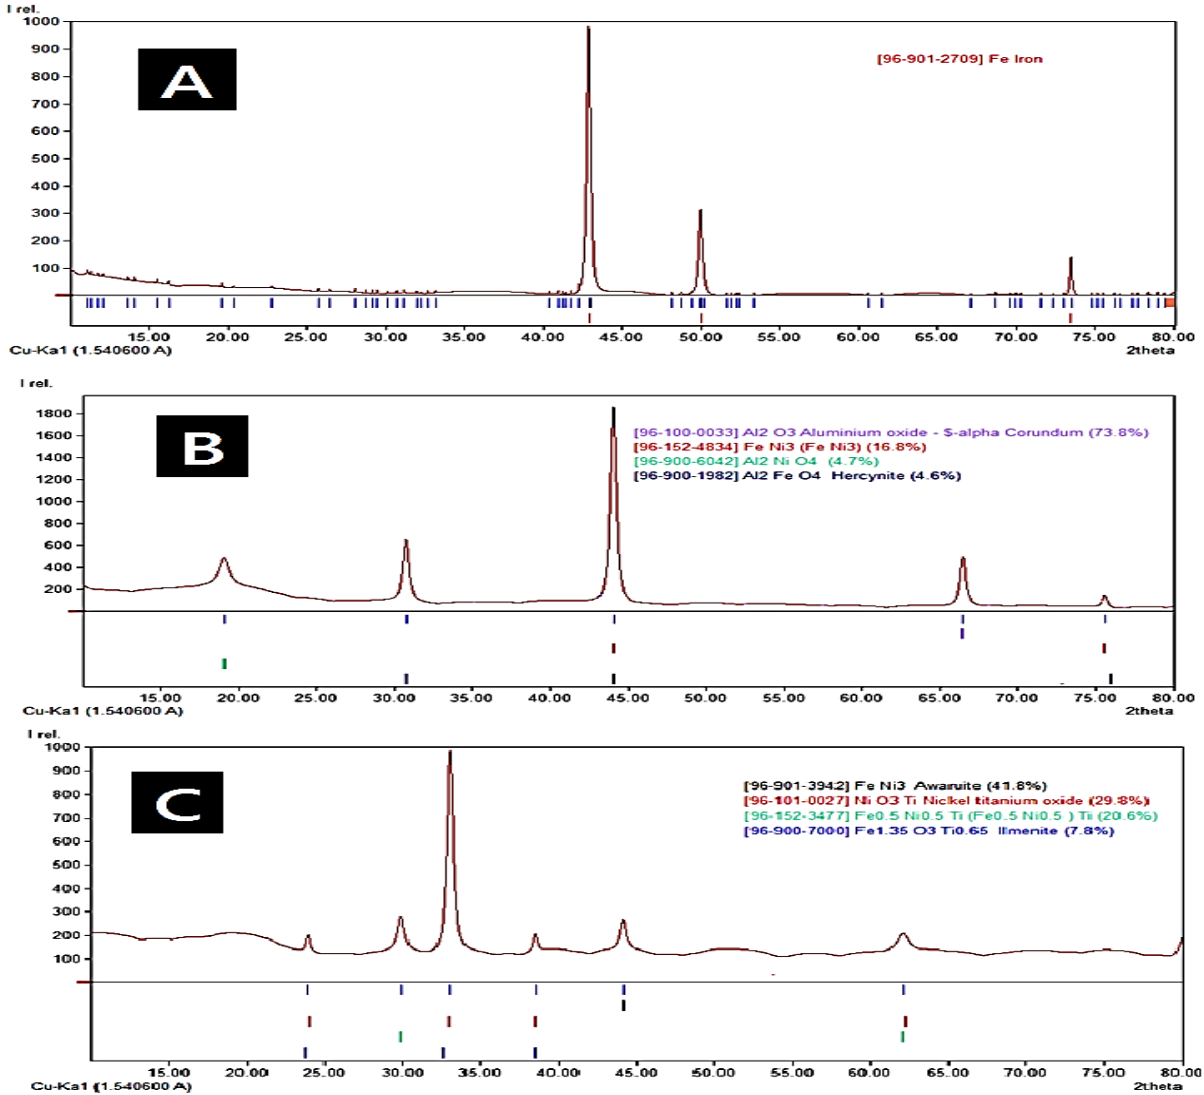 I rel.
1000
900
800
700
600
500
400
300
200
100
A
[96-901-2709] Fe Iron
15.00 20.00 25.00 30.00 35.00 40.00 45.00 50.00 55.00 60.00 65.00 70.00 75.00 80.00
Cu-Ka1 (1.540600 A) 2theta
I rel.
1800
1600
1400
1200
1000
800
600
400
200
B
[96-100-0033] Al2 O3 Aluminium oxide - $-alpha Corundum (73.8%)
[96-152-4834] Fe Ni3 (Fe Ni3) (16.8%)
[96-900-6042] Al2 Ni O4 (4.7%)
[96-900-1982] Al2 Fe O4 Hercynite (4.6%)
15.00 20.00 25.00 30.00 35.00 40.00 45.00 50.00 55.00 60.00 65.00 70.00 75.00 80.00
Cu-Ka1 (1.540600 A) 2theta
I rel.
1000
900
800
700
600
500
400
300
200
100
C
[96-901-3942] Fe Ni3 Awaruite (41.8%)
[96-101-0027] Ni O3 Ti Nickel titanium oxide (29.8%)
[96-152-3477] Fe0.5 Ni0.5 Ti (Fe0.5 Ni0.5 ) Ti) (20.6%)
[96-900-7000] Fe1.35 O3 Ti0.65 Ilmenite (7.8%)
15.00 20.00 25.00 30.00 35.00 40.00 45.00 50.00 55.00 60.00 65.00 70.00 75.00 80.00
Cu-Ka1 (1.540600 A) 2theta